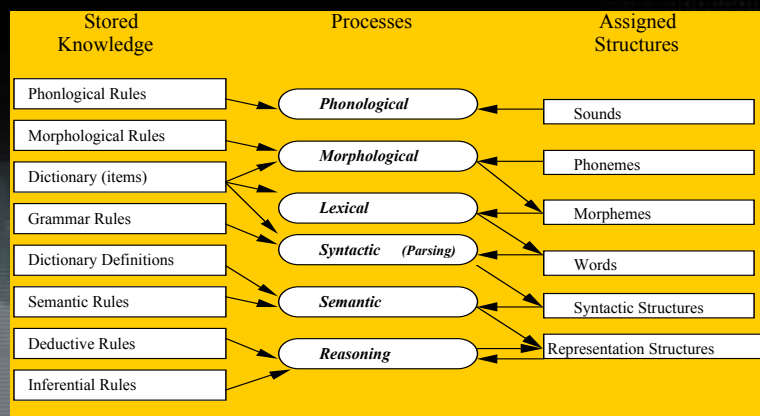 Stored
Knowledge
Processes
Assigned
Structures
Phonlogical Rules
Morphological Rules
Dictionary (items)
Grammar Rules
Dictionary Definitions
Semantic Rules
Deductive Rules
Inferential Rules
Phonological
Morphological
Lexical
Syntactic (Parsing)
Semantic
Reasoning
Sounds
Phonemes
Morphemes
Words
Syntactic Structures
Representation Structures